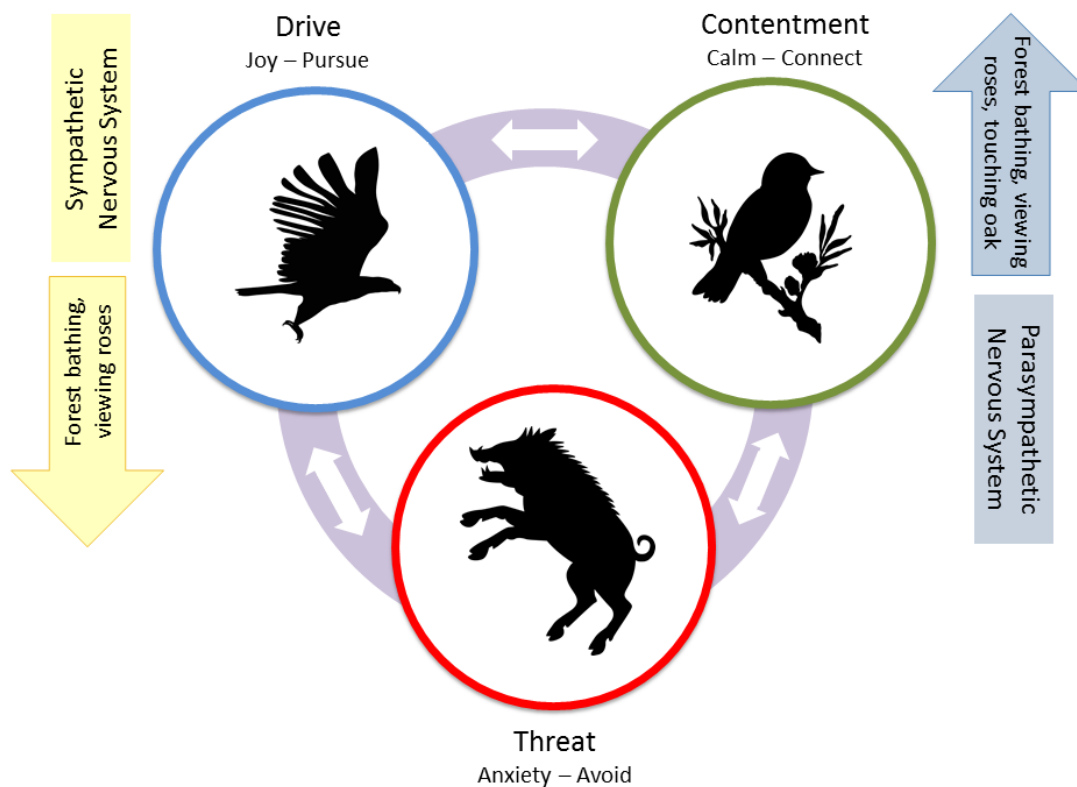 Drive
Joy – Pursue
Contentment
Calm – Connect
Sympathetic
Nervous System
Forest bathing,
viewing roses
Forest bathing, viewing
roses, touching oak
Parasympathetic
Nervous System
Threat
Anxiety – Avoid